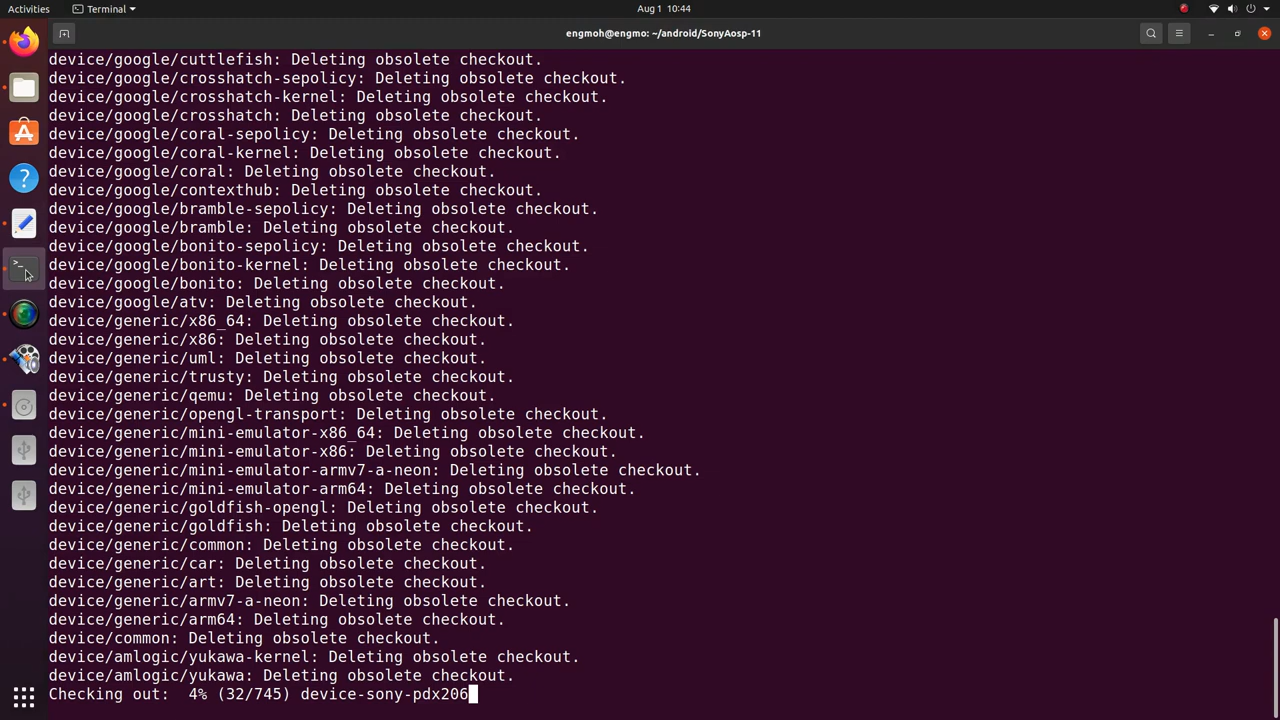 Activities
Terminal
Aug 1 10:44
engmoh@engmo: ~/android/SonyAosp-11
device/google/cuttlefish: Deleting obsolete checkout.
device/google/crosshatch-sepolicy: Deleting obsolete checkout.
device/google/crosshatch-kernel: Deleting obsolete checkout.
device/google/crosshatch: Deleting obsolete checkout.
device/google/coral-sepolicy: Deleting obsolete checkout.
device/google/coral-kernel: Deleting obsolete checkout.
device/google/coral: Deleting obsolete checkout.
device/google/contexthub: Deleting obsolete checkout.
device/google/bramble-sepolicy: Deleting obsolete checkout.
device/google/bramble: Deleting obsolete checkout.
device/google/bonito-sepolicy: Deleting obsolete checkout.
device/google/bonito-kernel: Deleting obsolete checkout.
device/google/bonito: Deleting obsolete checkout.
device/google/atv: Deleting obsolete checkout.
device/generic/x86_64: Deleting obsolete checkout.
device/generic/x86: Deleting obsolete checkout.
device/generic/uml: Deleting obsolete checkout.
device/generic/trusty: Deleting obsolete checkout.
device/generic/qemu: Deleting obsolete checkout.
device/generic/opengl-transport: Deleting obsolete checkout.
device/generic/mini-emulator-x86_64: Deleting obsolete checkout.
device/generic/mini-emulator-x86: Deleting obsolete checkout.
device/generic/mini-emulator-armv7-a-neon: Deleting obsolete checkout.
device/generic/mini-emulator-arm64: Deleting obsolete checkout.
device/generic/goldfish-opengl: Deleting obsolete checkout.
device/generic/goldfish: Deleting obsolete checkout.
device/generic/common: Deleting obsolete checkout.
device/generic/car: Deleting obsolete checkout.
device/generic/art: Deleting obsolete checkout.
device/generic/armv7-a-neon: Deleting obsolete checkout.
device/generic/arm64: Deleting obsolete checkout.
device/common: Deleting obsolete checkout.
device/amlogic/yukawa-kernel: Deleting obsolete checkout.
device/amlogic/yukawa: Deleting obsolete checkout.
Checking out:  4% (32/745) device-sony-pdx206